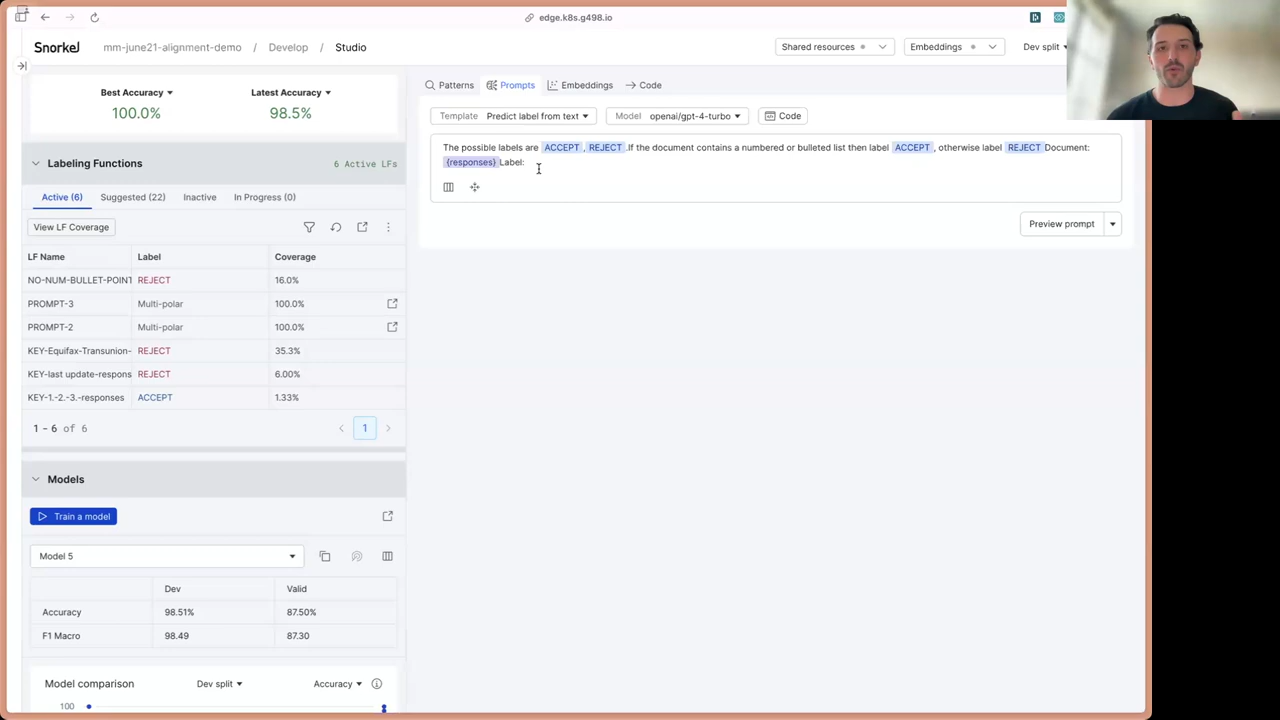 edge.k8s.g498.io
Snorkel mm-june21-alignment-demo / Develop / Studio
Shared resources Embeddings Dev split
Best Accuracy Latest Accuracy
100.0% 98.5%
Labeling Functions 6 Active LFs
Active (6) Suggested (22) Inactive In Progress (0)
View LF Coverage
LF Name Label Coverage
NO-NUM-BULLET-POINT REJECT 16.0%
PROMPT-3 Multi-polar 100.0%
PROMPT-2 Multi-polar 100.0%
KEY-Equifax-Transunion- REJECT 35.3%
KEY-last update-respons REJECT 6.00%
KEY-1.-2.-3.-responses ACCEPT 1.33%
1 - 6 of 6 1
Models
Train a model
Model 5
Dev Valid
Accuracy 98.51% 87.50%
F1 Macro 98.49 87.30
Model comparison Dev split Accuracy
100
Patterns Prompts Embeddings Code
Template Predict label from text Model openai/gpt-4-turbo Code
The possible labels are ACCEPT , REJECT .If the document contains a numbered or bulleted list then label ACCEPT , otherwise label REJECT Document:
{responses} Label:
Preview prompt